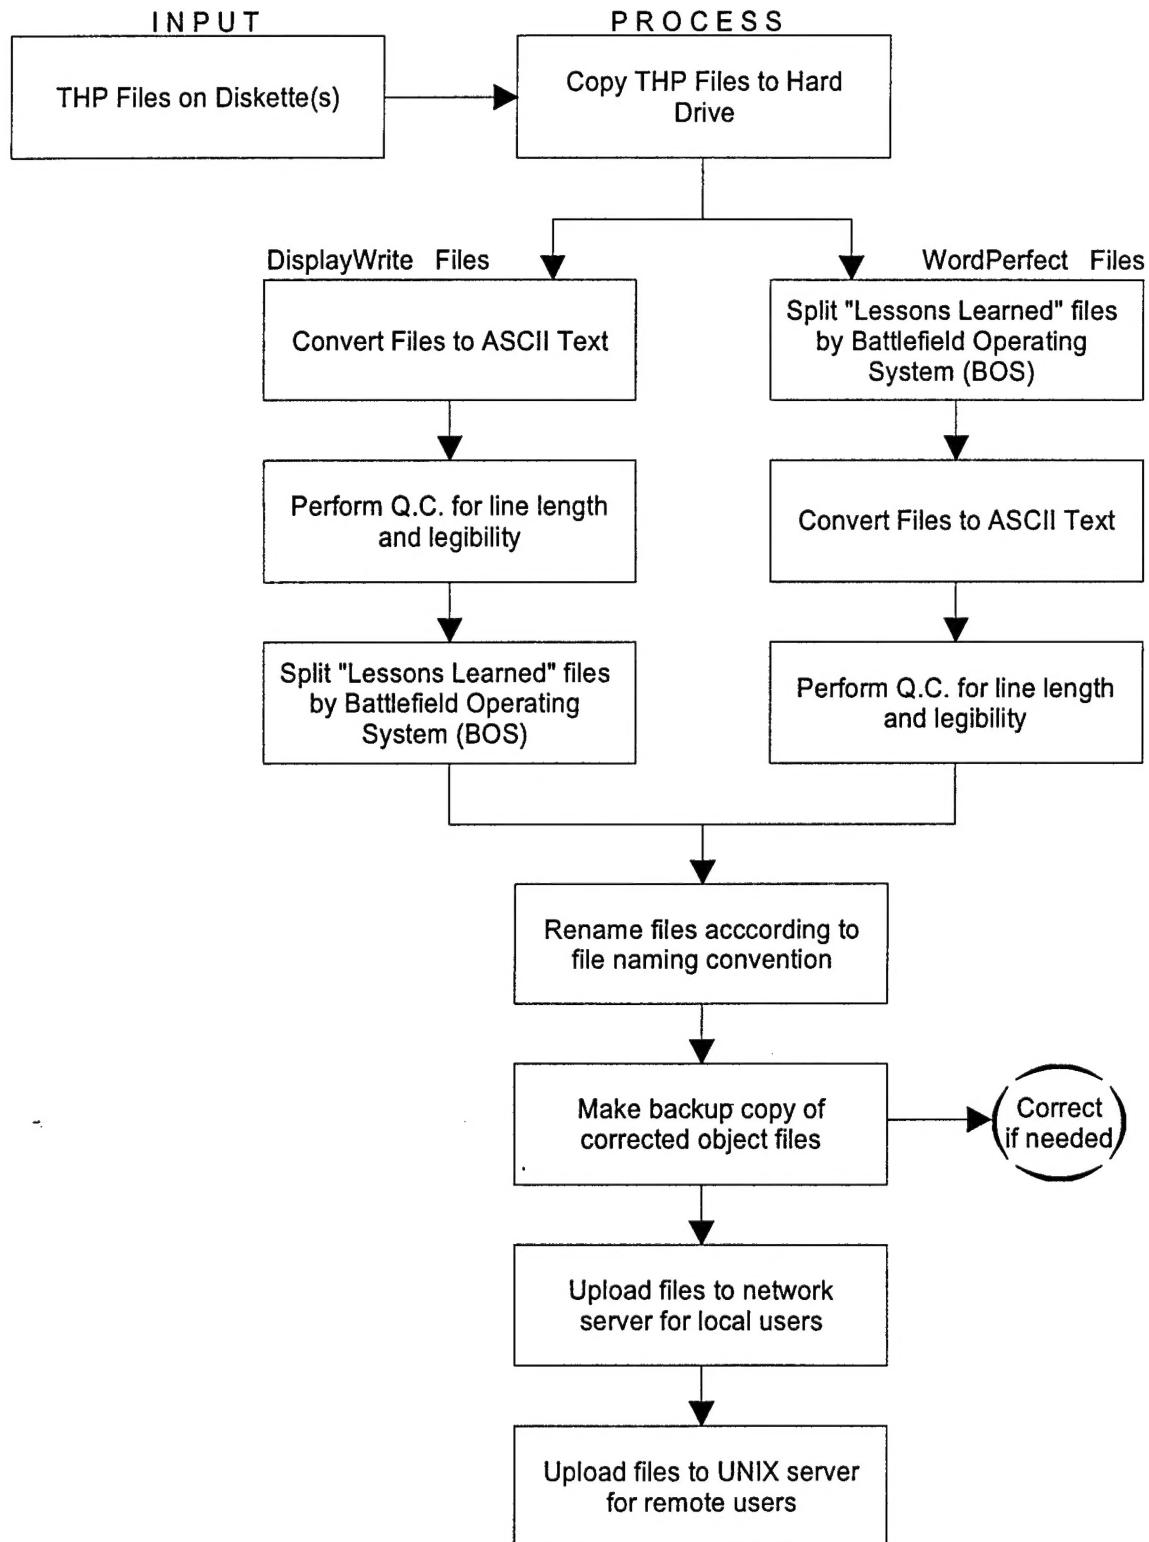 INPUT
PROCESS
THP Files on Diskette(s)
Copy THP Files to Hard
Drive
DisplayWrite Files
WordPerfect Files
Convert Files to ASCII Text
Split "Lessons Learned" files
by Battlefield Operating
System (BOS)
Perform Q.C. for line length
and legibility
Convert Files to ASCII Text
Split "Lessons Learned" files
by Battlefield Operating
System (BOS)
Perform Q.C. for line length
and legibility
Rename files acccording to
file naming convention
Make backup copy of
corrected object files
Correct
if needed
Upload files to network
server for local users
Upload files to UNIX server
for remote users